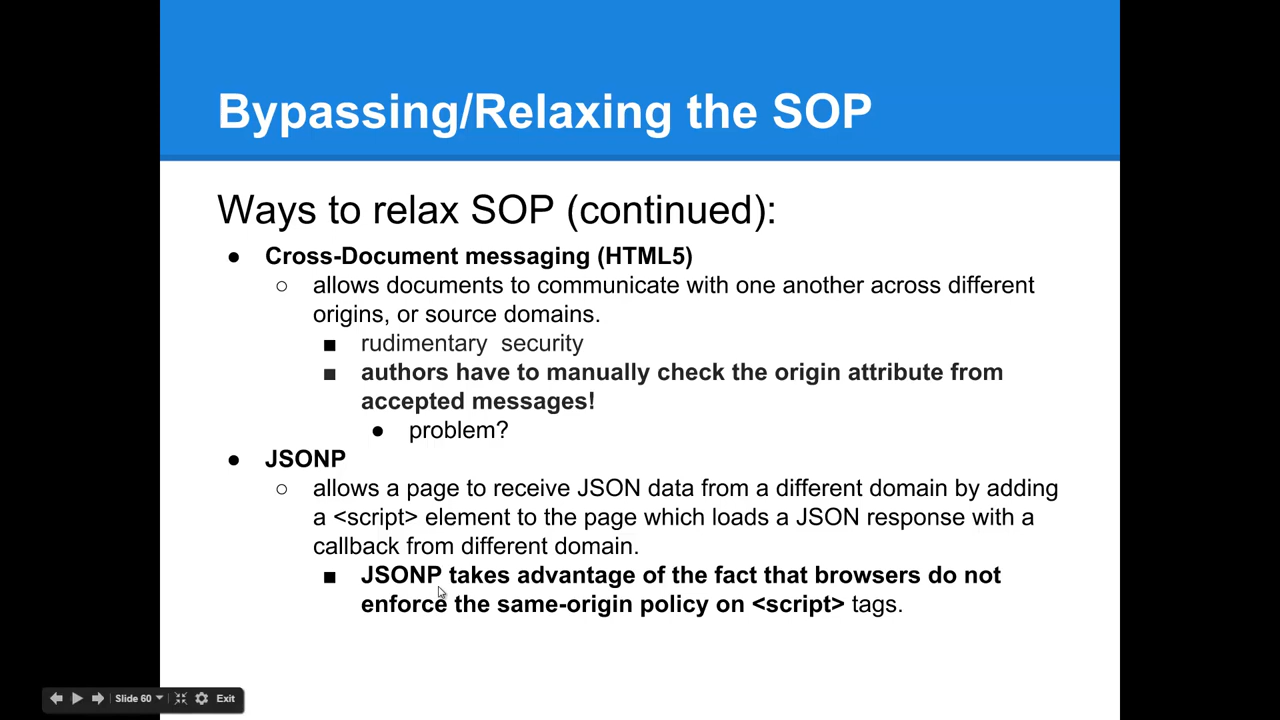 Bypassing/Relaxing the SOP
Ways to relax SOP (continued):
● Cross-Document messaging (HTML5)
○ allows documents to communicate with one another across different
origins, or source domains.
■ rudimentary  security
■ authors have to manually check the origin attribute from
accepted messages!
● problem?
● JSONP
○ allows a page to receive JSON data from a different domain by adding
a <script> element to the page which loads a JSON response with a
callback from different domain.
■ JSONP takes advantage of the fact that browsers do not
enforce the same-origin policy on <script> tags.
Slide 60 Exit